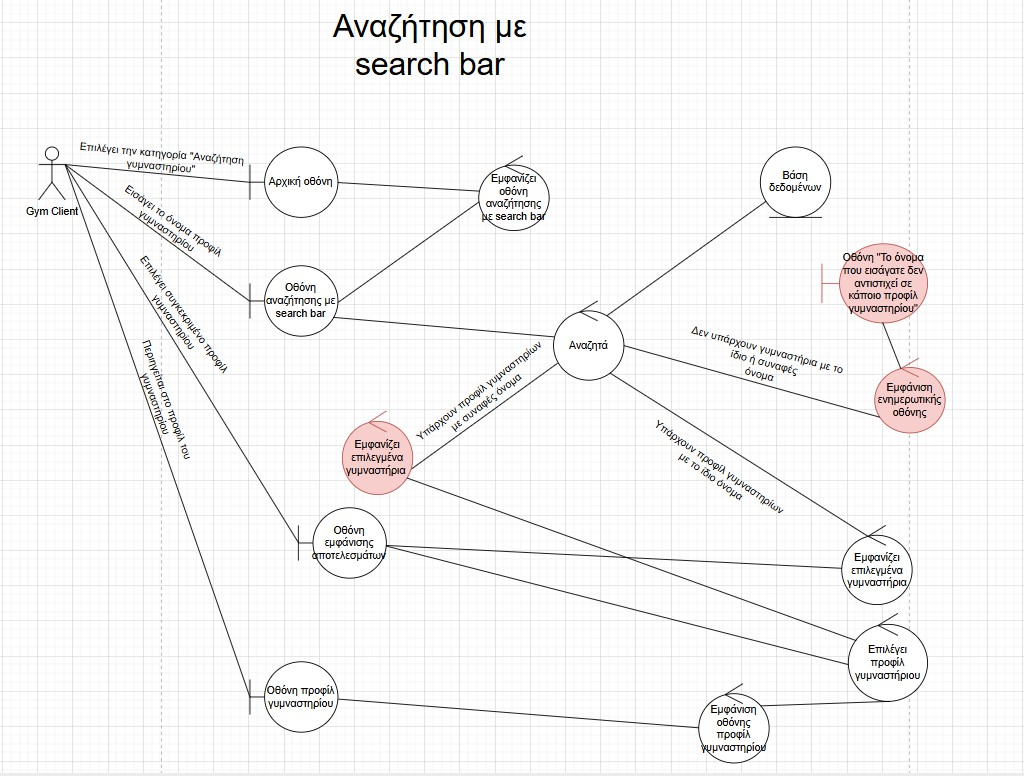 Αναζήτηση με
search bar
Επιλέγει την κατηγορία "Αναζήτηση
γυμναστηρίου"
Gym Client
Αρχική οθόνη
Εμφανίζει
οθόνη
αναζήτησης
με search bar
Βάση
δεδομένων
Εισάγει το όνομα προφίλ
γυμναστηρίου
Οθόνη
αναζήτησης με
search bar
Οθόνη "Το όνομα
που εισάγατε δεν
αντιστιχεί σε
κάποιο προφίλ
γυμναστηρίου"
Επιλέγει συγκεκριμένο προφίλ
γυμναστηρίου
Αναζητά
Δεν υπάρχουν γυμναστήρια με το
ίδιο ή συναφές
όνομα
Εμφάνιση
ενημερωτικής
οθόνης
Περιηγείται στο προφίλ του
γυμναστηρίου
Υπάρχουν προφίλ γυμναστηρίων
με συναφές όνομα
Εμφανίζει
επιλεγμένα
γυμναστήρια
Υπάρχουν προφίλ γυμναστηρίων
με το ίδιο όνομα
Οθόνη
εμφάνισης
αποτελεσμάτων
Εμφανίζει
επιλεγμένα
γυμναστήρια
Επιλέγει
προφίλ
γυμναστήριου
Οθόνη προφίλ
γυμναστηρίου
Εμφάνιση
οθόνης
προφίλ
γυμναστηρίου